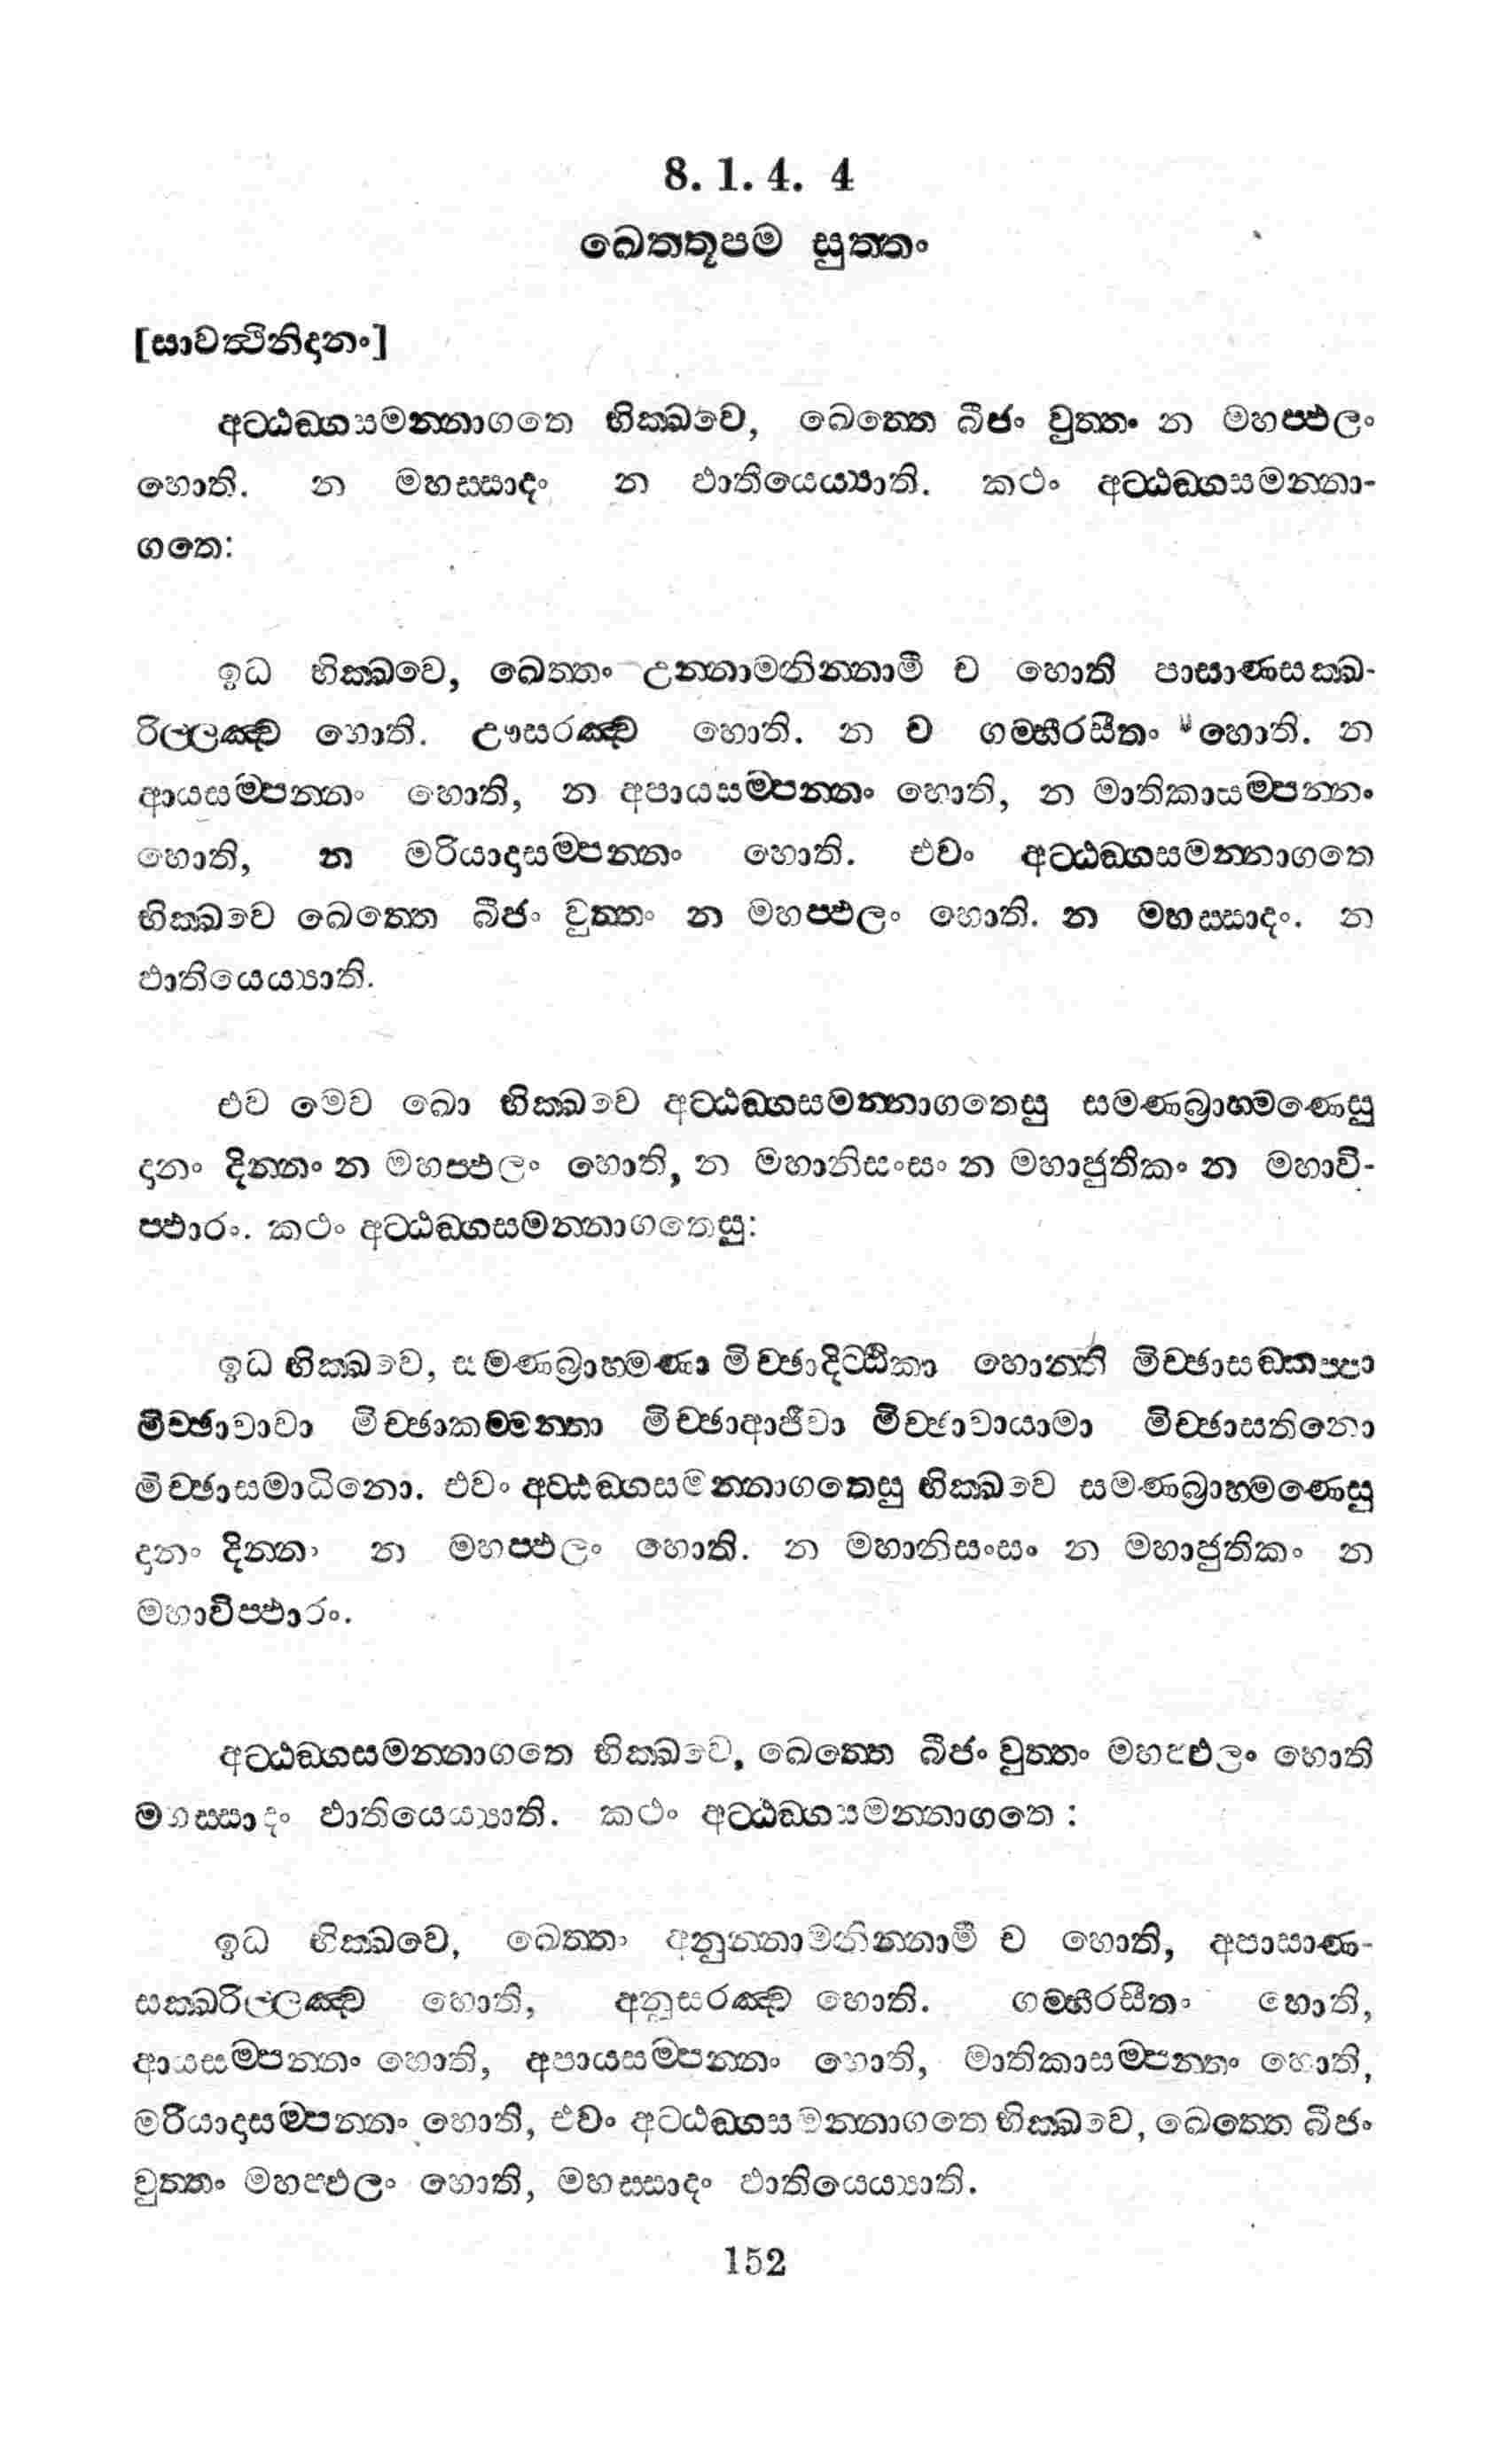 8. 1. 4. 4
ඛෙත්තූපම සුත්තං
[සාවත්ථිනිදානං]
අට්ඨඞ්ගසමන්නාගතෙ භික්ඛවෙ, ඛෙත්තෙ බීජං වුත්තං න මහප්ඵලං
හොති. න මහස්සාදං න ඵාතියෙය්‍යාති. කථං අට්ඨඞ්ගසමන්නා-
ගතෙ:
ඉධ භික්ඛවෙ, ඛෙත්තං උන්නාමනින්නාමී ච හොති පාසාණසක්ඛ-
රිල්ලඤ්ච හොති. ඌසරඤ්ච හොති. න ච ගම්භීරසීතං හොති. න
ආයසම්පන්නං හොති, න අපායසම්පන්නං හොති, න මාතිකාසම්පන්නං
හොති, න මරියාදාසම්පන්නං හොති. එවං අට්ඨඞ්ගසමන්නාගතෙ
භික්ඛවෙ ඛෙත්තෙ බීජං වුත්තං න මහප්ඵලං හොති. න මහස්සාදං. න
ඵාතියෙය්‍යාති.
එව මෙව ඛො භික්ඛවෙ අට්ඨඞ්ගසමන්නාගතෙසු සමණබ්‍රාහ්මණෙසු
දානං දින්නං න මහප්ඵලං හොති, න මහානිසංසං න මහාජුතිකං න මහාවි-
ප්ඵාරං. කථං අට්ඨඞ්ගසමන්නාගතෙසු:
ඉධ භික්ඛවෙ, සමණබ්‍රාහ්මණා මිච්ඡාදිට්ඨිකා හොන්ති මිච්ඡාසඞ්කප්පා
මිච්ඡාවාචා මිච්ඡාකම්මන්තා මිච්ඡාආජීවා මිච්ඡාවායාමා මිච්ඡාසතිනො
මිච්ඡාසමාධිනො. එවං අට්ඨඞ්ගසමන්නාගතෙසු භික්ඛවෙ සමණබ්‍රාහ්මණෙසු
දානං දින්නං න මහප්ඵලං හොති. න මහානිසංසං න මහාජුතිකං න
මහාවිප්ඵාරං.
අට්ඨඞ්ගසමන්නාගතෙ භික්ඛවෙ, ඛෙත්තෙ බීජං වුත්තං මහප්ඵලං හොති
මහස්සාදං ඵාතියෙය්‍යාති. කථං අට්ඨඞ්ගසමන්නාගතෙ :
ඉධ භික්ඛවෙ, ඛෙත්තං අනුන්නාමනින්නාමී ච හොති, අපාසාණ-
සක්ඛරිල්ලඤ්ච හොති, අනූසරඤ්ච හොති. ගම්භීරසීතං හොති,
ආයසම්පන්නං හොති, අපායසම්පන්නං හොති, මාතිකාසම්පන්නං හොති,
මරියාදාසම්පන්නං හොති, එවං අට්ඨඞ්ගසමන්නාගතෙ භික්ඛවෙ, ඛෙත්තෙ බීජං
වුත්තං මහප්ඵලං හොති, මහස්සාදං ඵාතියෙය්‍යාති.
152